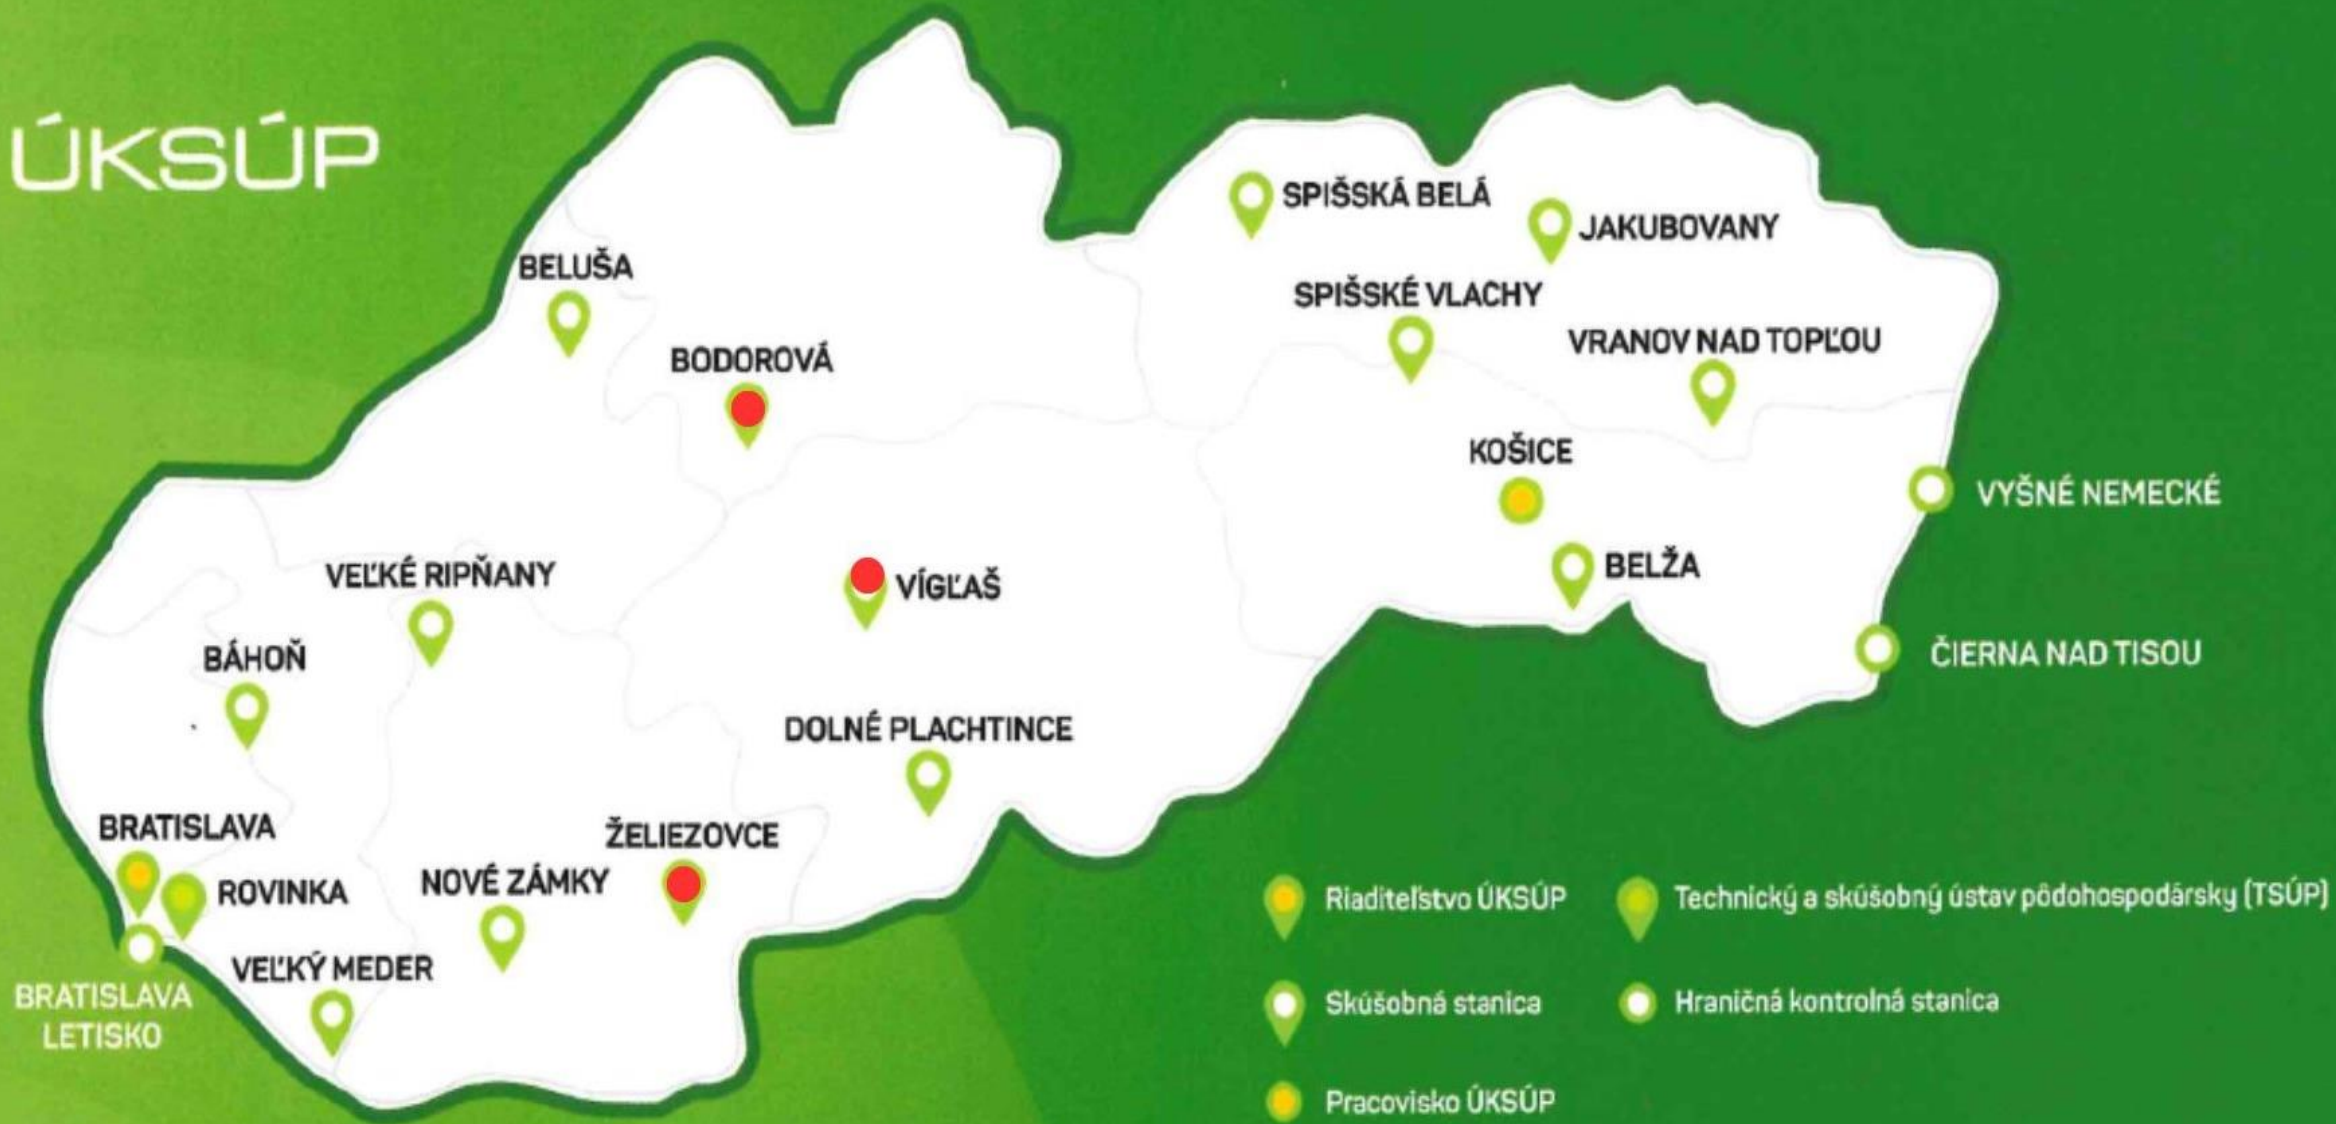 ÚKSÚP
SPIŠSKÁ BELÁ
JAKUBOVANY
BELUŠA
SPIŠSKÉ VLACHY
VRANOV NAD TOPĽOU
BODOROVÁ
KOŠICE
VYŠNÉ NEMECKÉ
BELŽA
VEĽKÉ RIPŇANY
VÍGĽAŠ
ČIERNA NAD TISOU
BÁHOŇ
DOLNÉ PLACHTINCE
BRATISLAVA
ŽELIEZOVCE
NOVÉ ZÁMKY
ROVINKA
VEĽKÝ MEDER
BRATISLAVA
LETISKO
Riaditeľstvo ÚKSÚP
Technický a skúšobný ústav pôdohospodársky (TSÚP)
Skúšobná stanica
Hraničná kontrolná stanica
Pracovisko ÚKSÚP